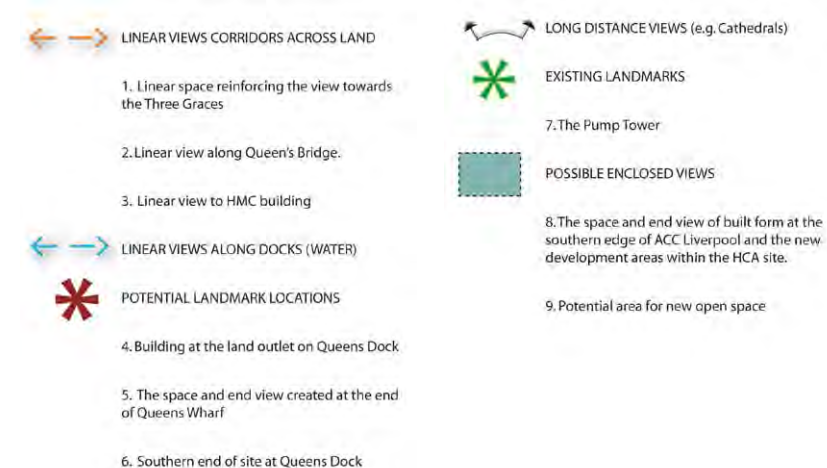 LINEAR VIEWS CORRIDORS ACROSS LAND
1. Linear space reinforcing the view towards
the Three Graces
2.Linear view along Queen's Bridge.
3. Linear view to HMC building
LINEAR VIEWS ALONG DOCKS (WATER)
POTENTIAL LANDMARK LOCATIONS
4.Building at the land outlet on Queens Dock
5. The space and end view created at the end
of Queens Wharf
6. Southern end of site at Queens Dock
LONG DISTANCE VIEWS (e.g. Cathedrals)
EXISTING LANDMARKS
7.The Pump Tower
POSSIBLE ENCLOSED VIEWS
8.The space and end view of built form at the
southern edge of ACC Liverpool and the new
development areas within the HCA site.
9.Potential area for new open space